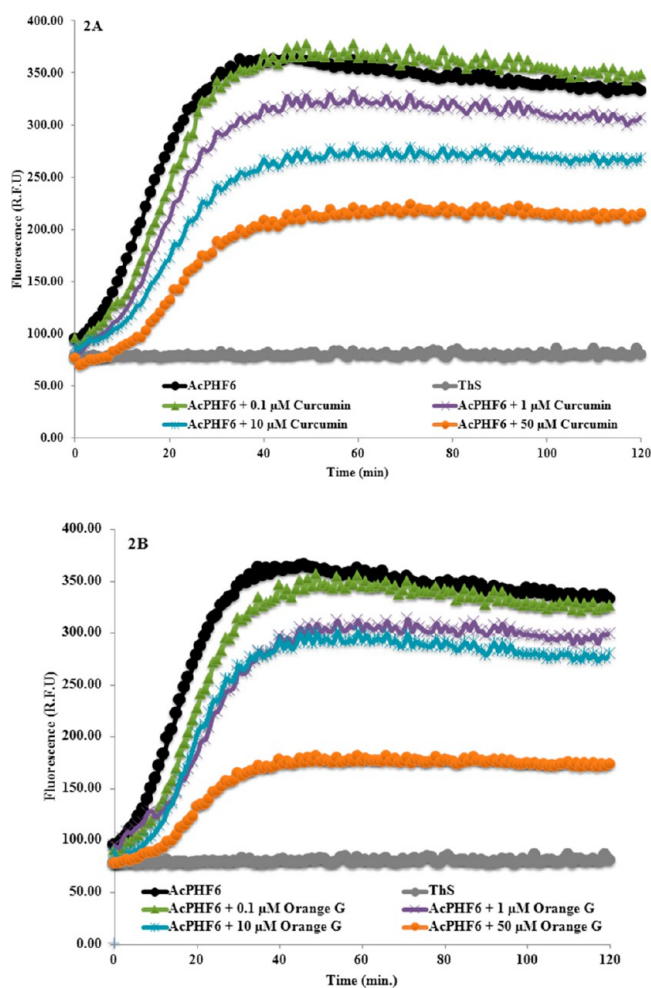 2A
400.00
350.00
300.00
250.00
200.00
150.00
100.00
50.00
0.00
Fluorescence (R.F.U)
AcPHF6 ThS
AcPHF6 + 0.1 µM Curcumin AcPHF6 + 1 µM Curcumin
AcPHF6 + 10 µM Curcumin AcPHF6 + 50 µM Curcumin
0 20 40 60 80 100 120
Time (min)
2B
400.00
350.00
300.00
250.00
200.00
150.00
100.00
50.00
0.00
Fluorescence (R.F.U)
AcPHF6 ThS
AcPHF6 + 0.1 µM Orange G AcPHF6 + 1 µM Orange G
AcPHF6 + 10 µM Orange G AcPHF6 + 50 µM Orange G
0 20 40 60 80 100 120
Time (min.)